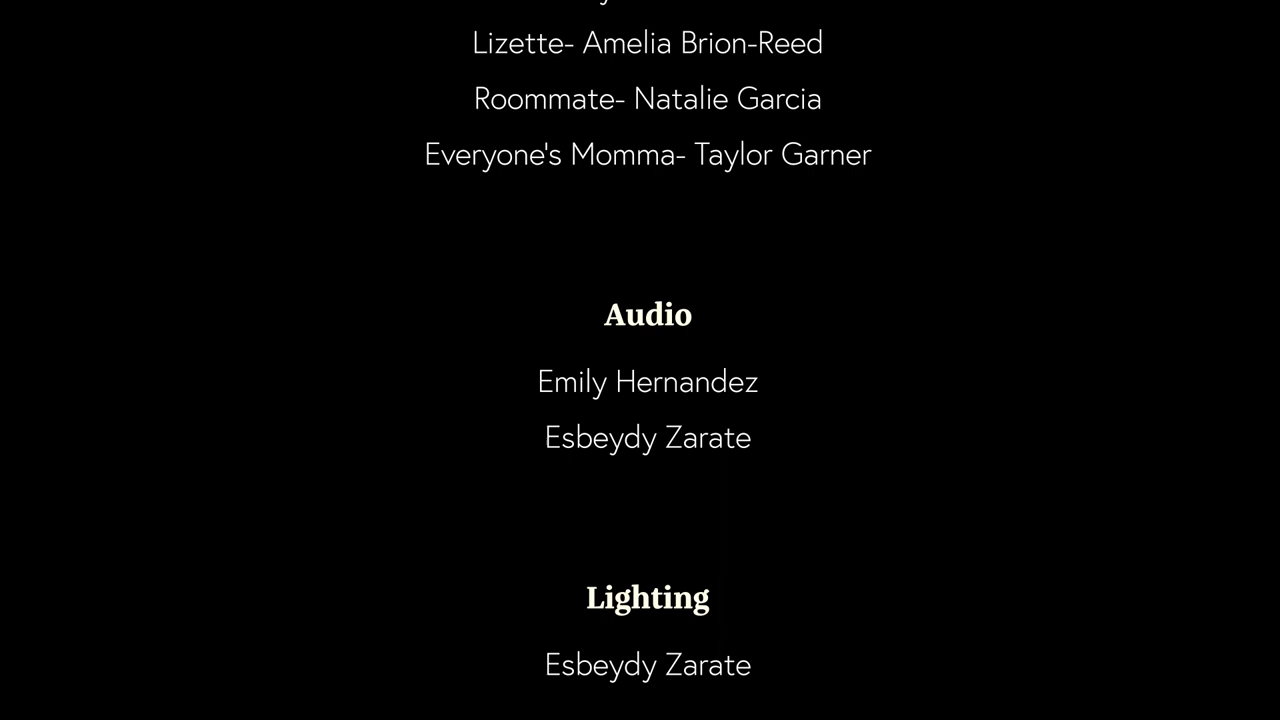 Lizette- Amelia Brion-Reed
Roommate- Natalie Garcia
Everyone's Momma- Taylor Garner
Audio
Emily Hernandez
Esbeydy Zarate
Lighting
Esbeydy Zarate